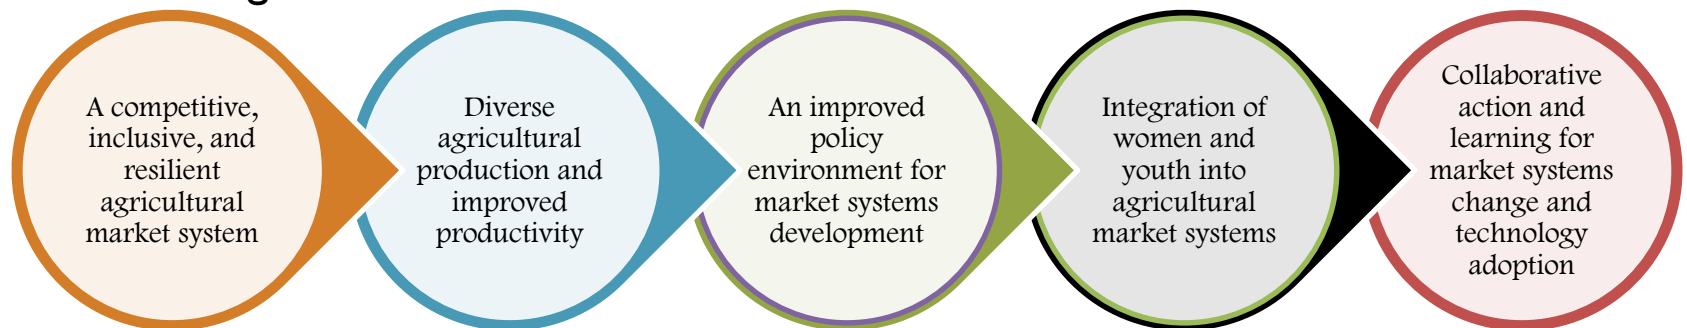 A competitive,
inclusive, and
resilient
agricultural
market system
Diverse
agricultural
production and
improved
productivity
An improved
policy
environment for
market systems
development
Integration of
women and
youth into
agricultural
market systems
Collaborative
action and
learning for
market systems
change and
technology
adoption